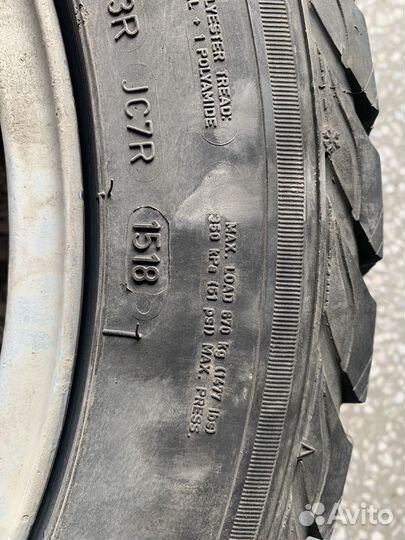 3R JC7R 1518
LYESTER TREAD:
L + 1 POLYAMIDE
MAX. LOAD 670 kg (1477 lbs)
350 kPa (51 psi) MAX. PRESS.
Avito